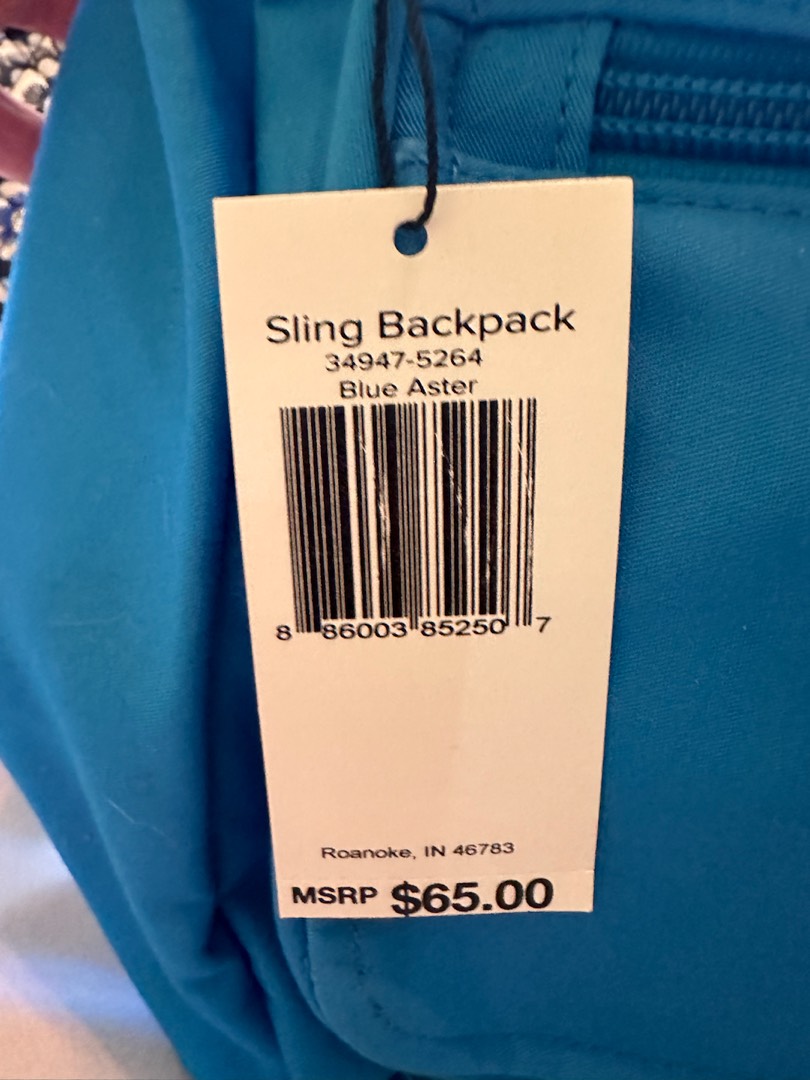 Sling Backpack
34947-5264
Blue Aster
8 86003 85250 7
Roanoke, IN 46783
MSRP $65.00